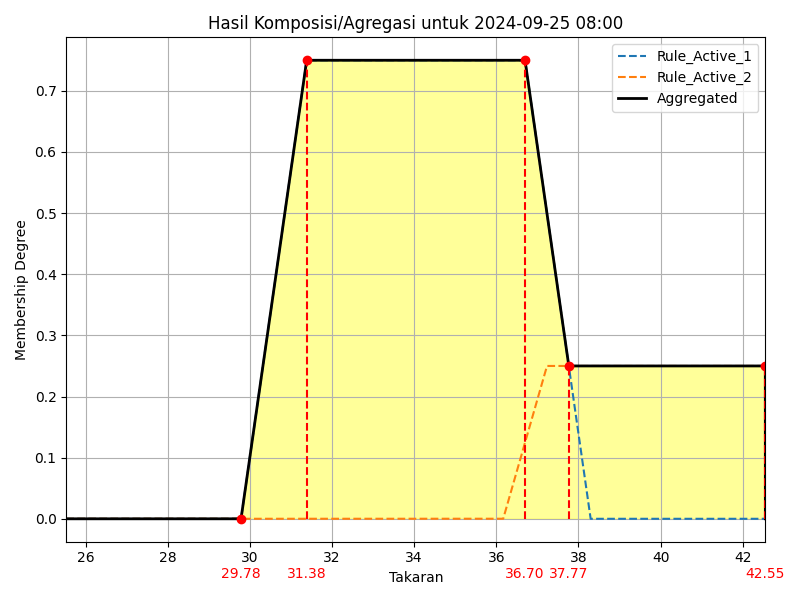 Hasil Komposisi/Agregasi untuk 2024-09-25 08:00
Rule_Active_1
Rule_Active_2
Aggregated
Membership Degree
0.7
0.6
0.5
0.4
0.3
0.2
0.1
0.0
26 28 30 32 34 36 38 40 42
29.78 31.38 36.70 37.77 42.55
Takaran